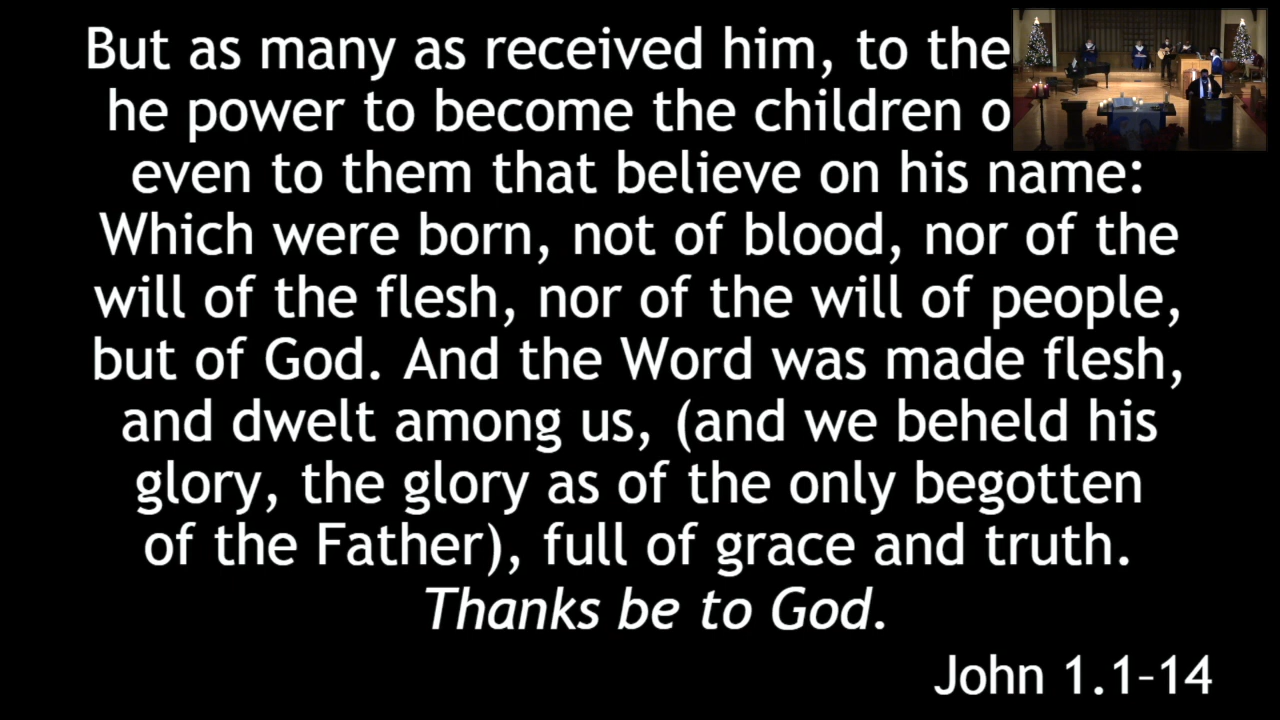 But as many as received him, to the
he power to become the children o
even to them that believe on his name:
Which were born, not of blood, nor of the
will of the flesh, nor of the will of people,
but of God. And the Word was made flesh,
and dwelt among us, (and we beheld his
glory, the glory as of the only begotten
of the Father), full of grace and truth.
Thanks be to God.
John 1.1–14